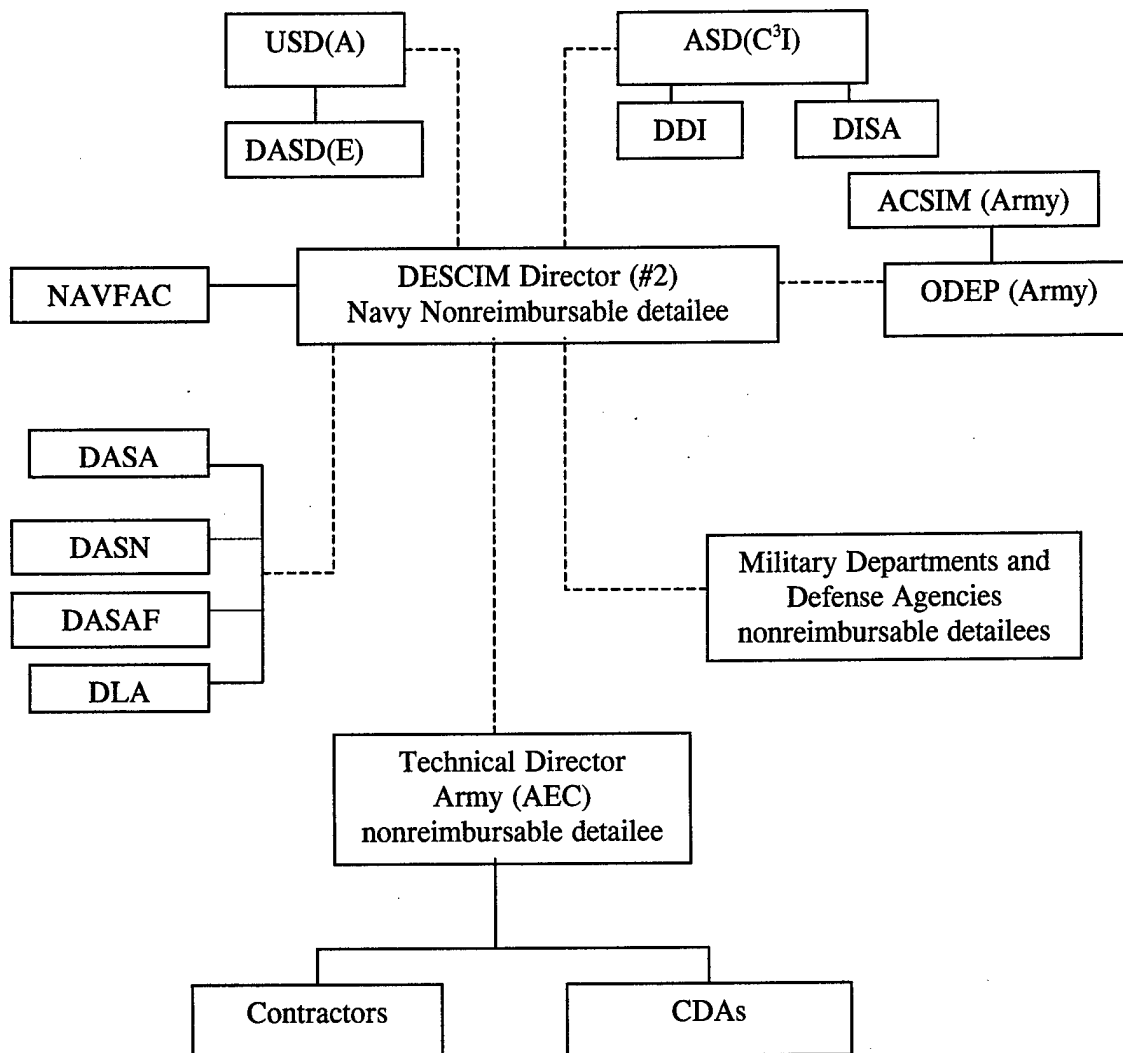 USD(A)
ASD(C³I)
DASD(E)
DDI
DISA
ACSIM (Army)
NAVFAC
DESCIM Director (#2)
Navy Nonreimbursable detailee
ODEP (Army)
DASA
DASN
DASAF
DLA
Military Departments and
Defense Agencies
nonreimbursable detailees
Technical Director
Army (AEC)
nonreimbursable detailee
Contractors
CDAs